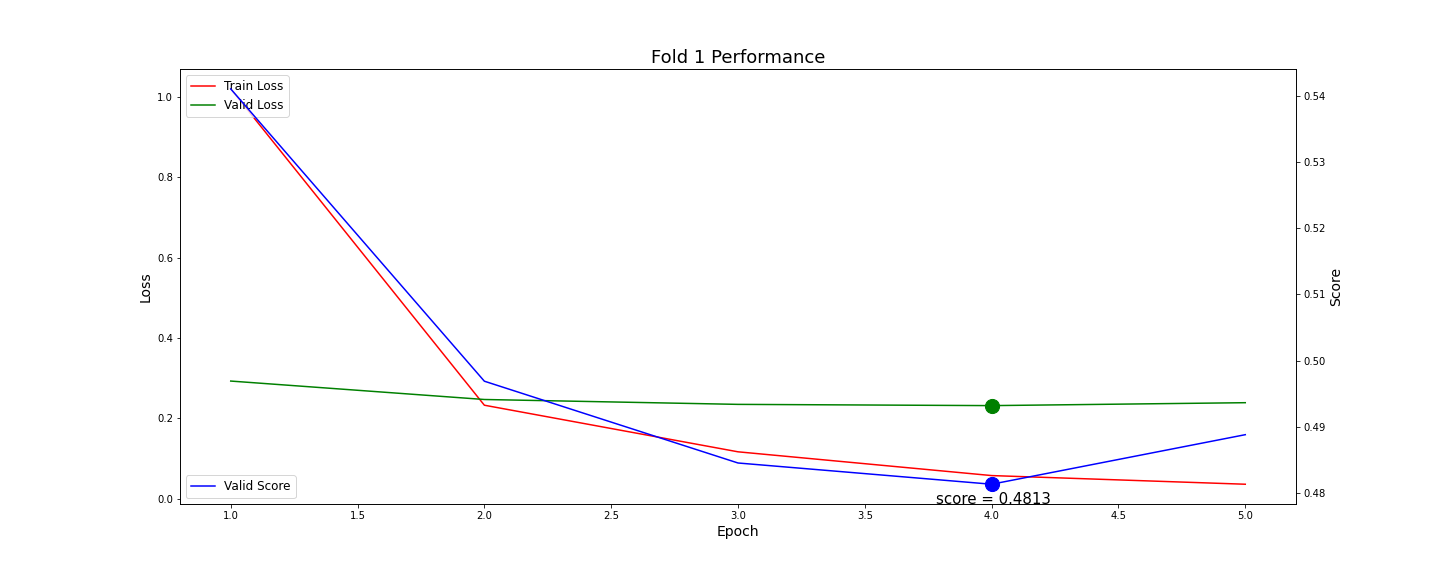 Fold 1 Performance
Train Loss
Valid Loss
Valid Score
Loss
1.0
0.8
0.6
0.4
0.2
0.0
Score
0.54
0.53
0.52
0.51
0.50
0.49
0.48
score = 0.4813
1.0 1.5 2.0 2.5 3.0 3.5 4.0 4.5 5.0
Epoch